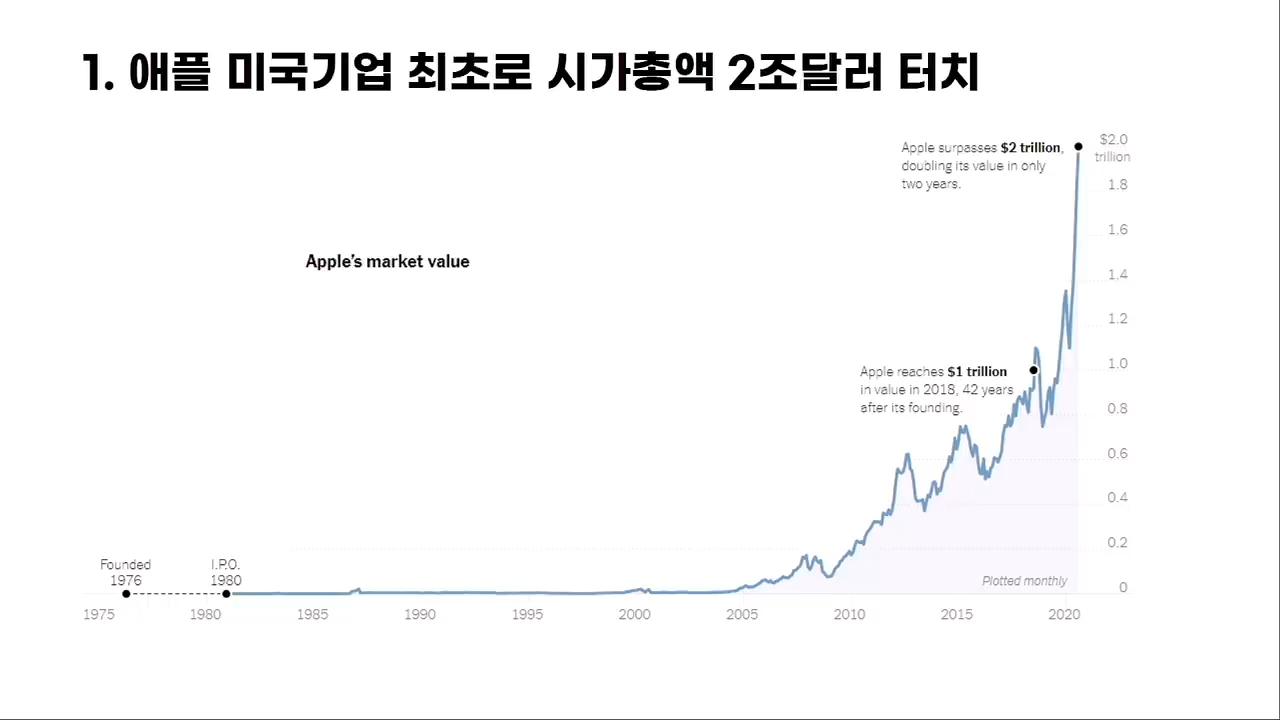 1. 애플 미국기업 최초로 시가총액 2조달러 터치
Apple surpasses $2 trillion,
doubling its value in only
two years.
$2.0
trillion
1.8
1.6
Apple's market value
1.4
1.2
1.0
Apple reaches $1 trillion
in value in 2018, 42 years
after its founding.
0.8
0.6
0.4
0.2
Founded
1976
I.P.O.
1980
Plotted monthly
0
1975 1980 1985 1990 1995 2000 2005 2010 2015 2020